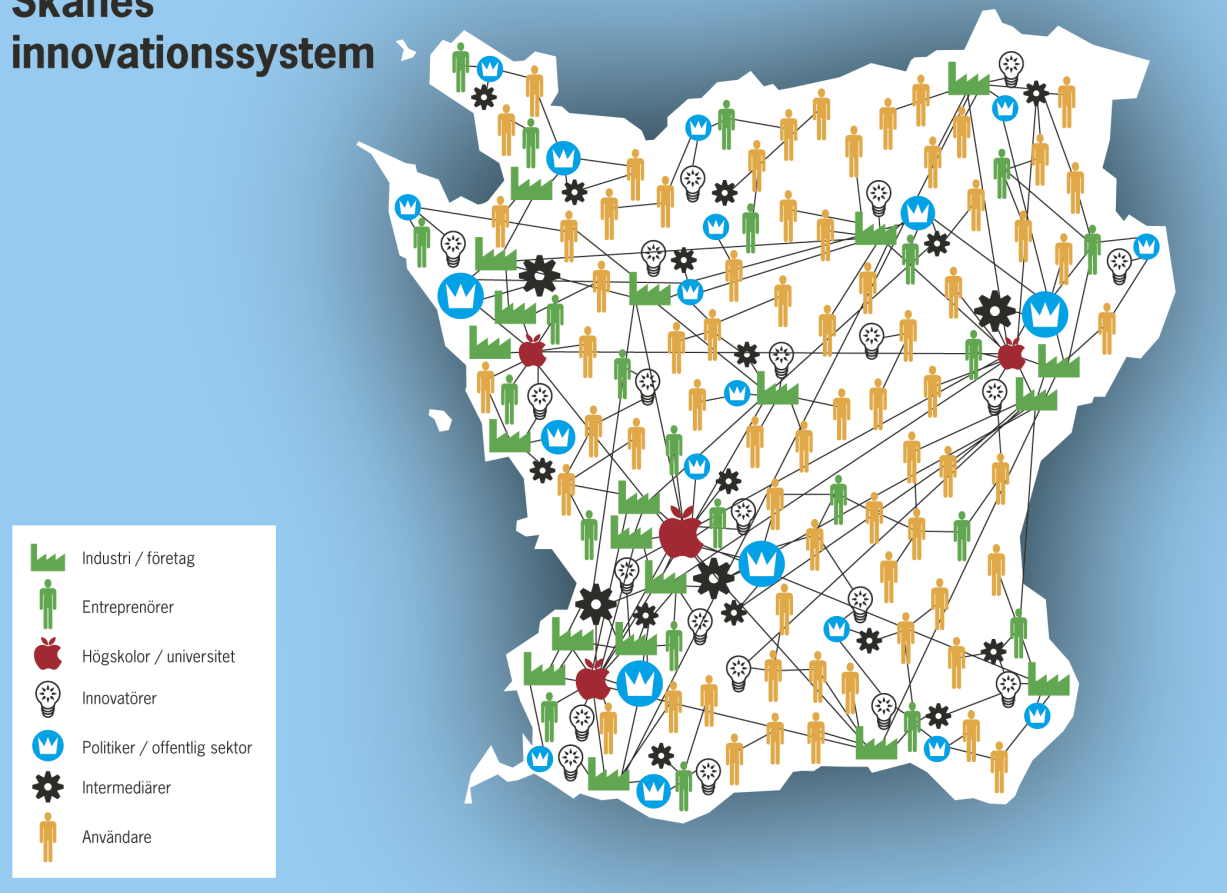 Skånes
innovationssystem
Industri / företag
Entreprenörer
Högskolor / universitet
Innovatörer
Politiker / offentlig sektor
Intermediärer
Användare